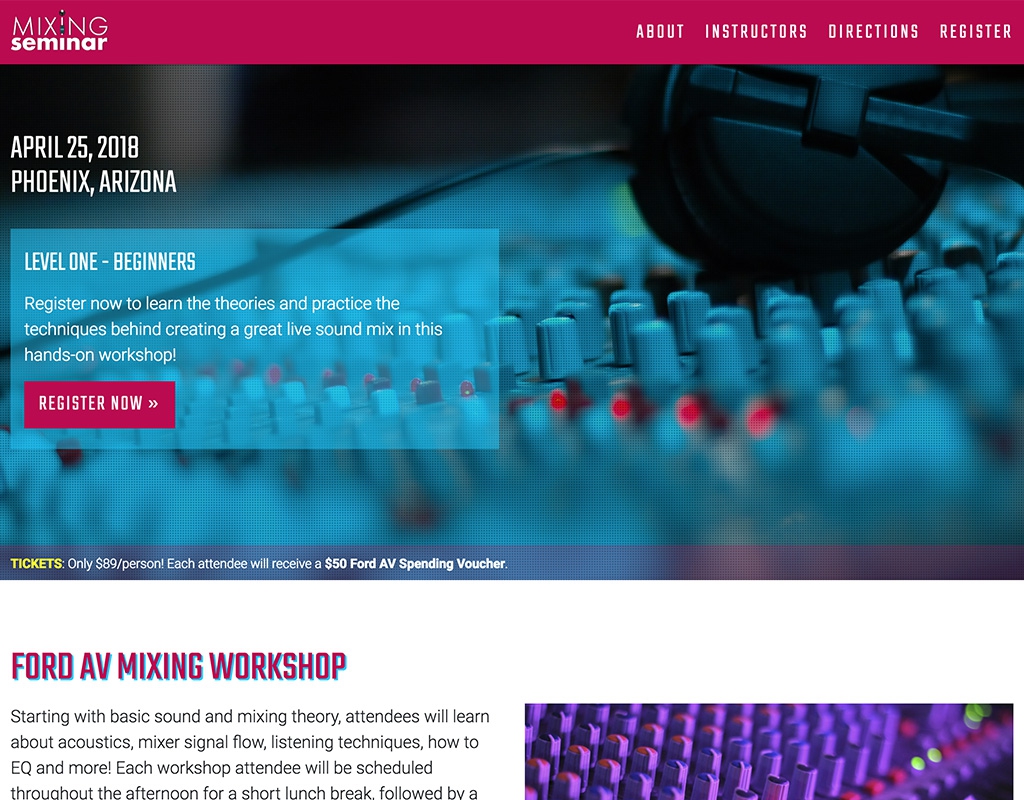 MIXING
seminar
ABOUT INSTRUCTORS DIRECTIONS REGISTER
APRIL 25, 2018
PHOENIX, ARIZONA
LEVEL ONE - BEGINNERS
Register now to learn the theories and practice the
techniques behind creating a great live sound mix in this
hands-on workshop!
REGISTER NOW »
TICKETS: Only $89/person! Each attendee will receive a $50 Ford AV Spending Voucher.
FORD AV MIXING WORKSHOP
Starting with basic sound and mixing theory, attendees will learn
about acoustics, mixer signal flow, listening techniques, how to
EQ and more! Each workshop attendee will be scheduled
throughout the afternoon for a short lunch break, followed by a